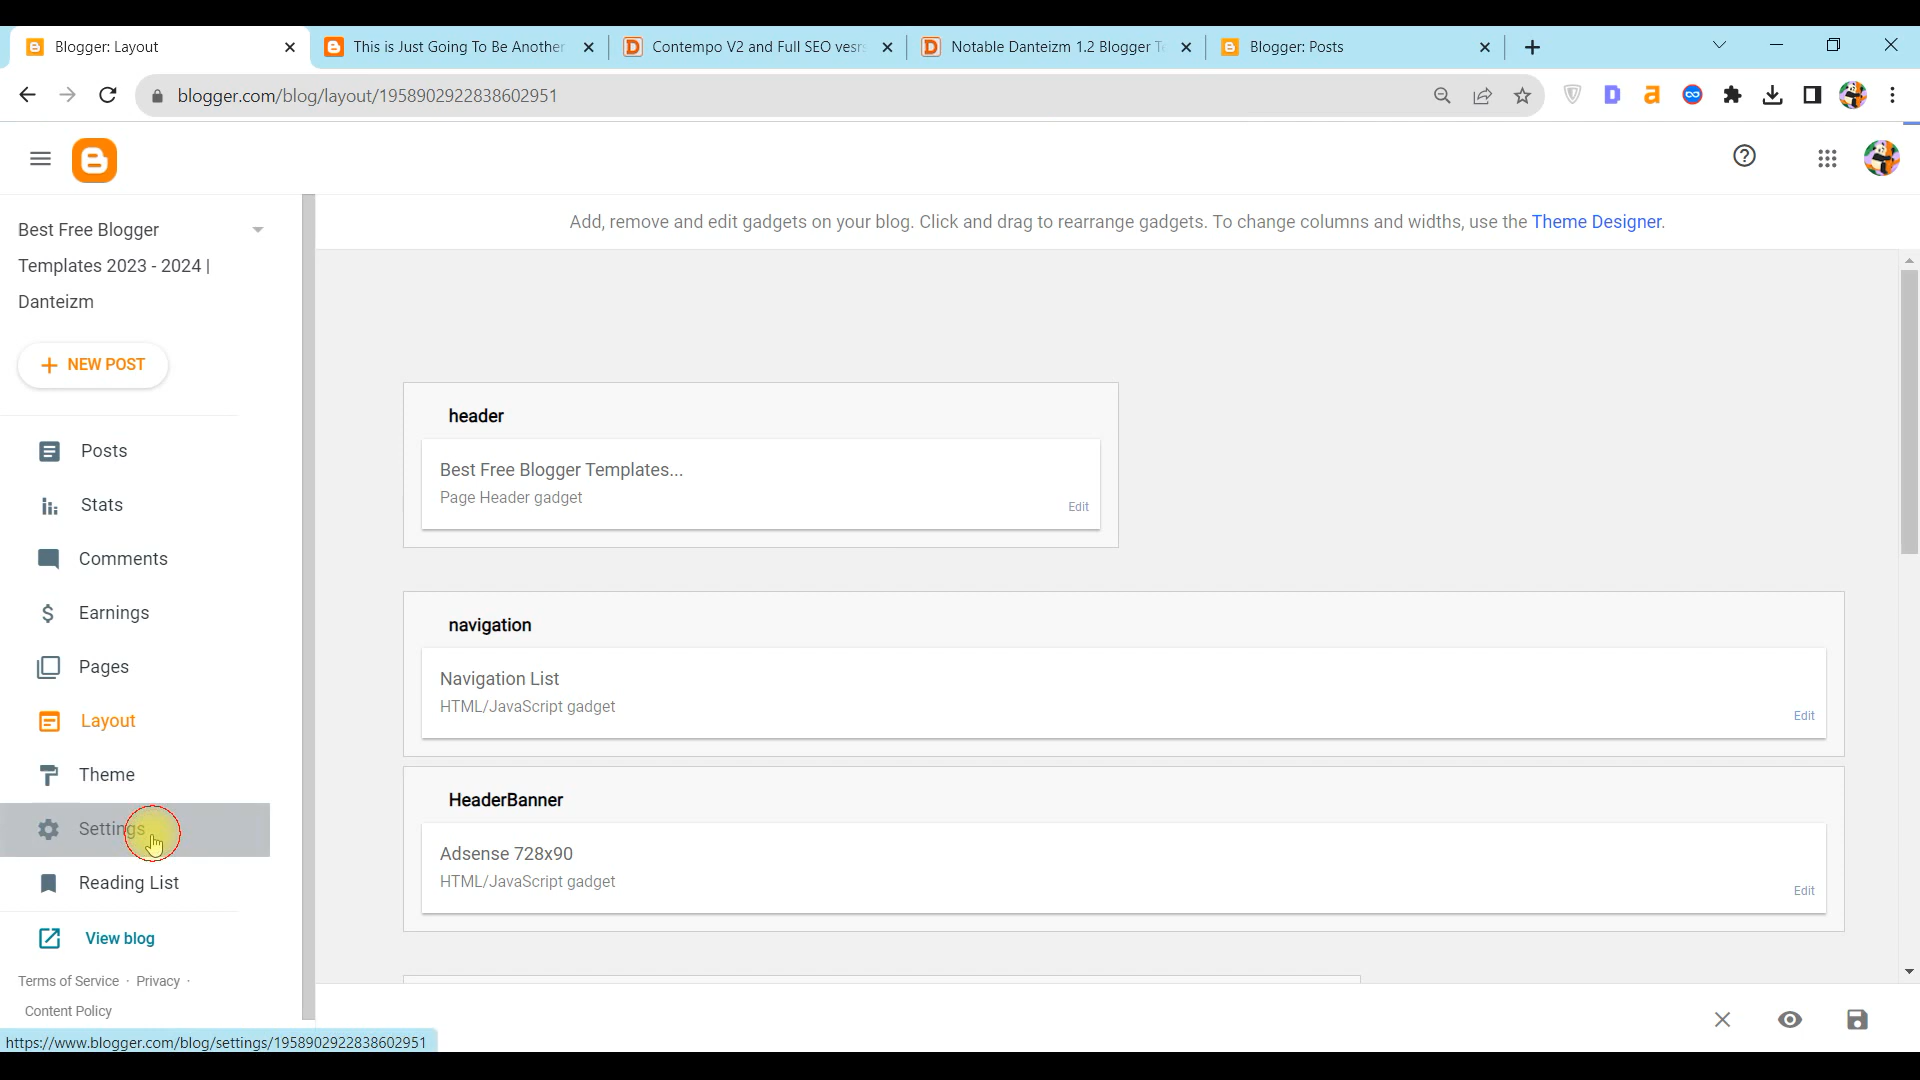 Blogger: Layout
This is Just Going To Be Another
Contempo V2 and Full SEO vesr
Notable Danteizm 1.2 Blogger Te
Blogger: Posts
blogger.com/blog/layout/1958902922838602951
Best Free Blogger
Templates 2023 - 2024 |
Danteizm
NEW POST
Posts
Stats
Comments
Earnings
Pages
Layout
Theme
Settings
Reading List
View blog
Terms of Service · Privacy ·
Content Policy
https://www.blogger.com/blog/settings/1958902922838602951
Add, remove and edit gadgets on your blog. Click and drag to rearrange gadgets. To change columns and widths, use the Theme Designer.
header
Best Free Blogger Templates...
Page Header gadget
Edit
navigation
Navigation List
HTML/JavaScript gadget
Edit
HeaderBanner
Adsense 728x90
HTML/JavaScript gadget
Edit